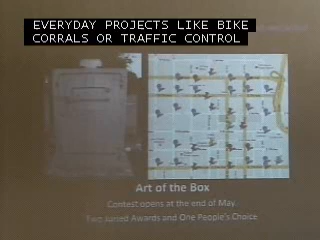 EVERYDAY PROJECTS LIKE BIKE
CORRALS OR TRAFFIC CONTROL
Art of the Box
Contest opens at the end of May.
Two Juried Awards and One People's Choice